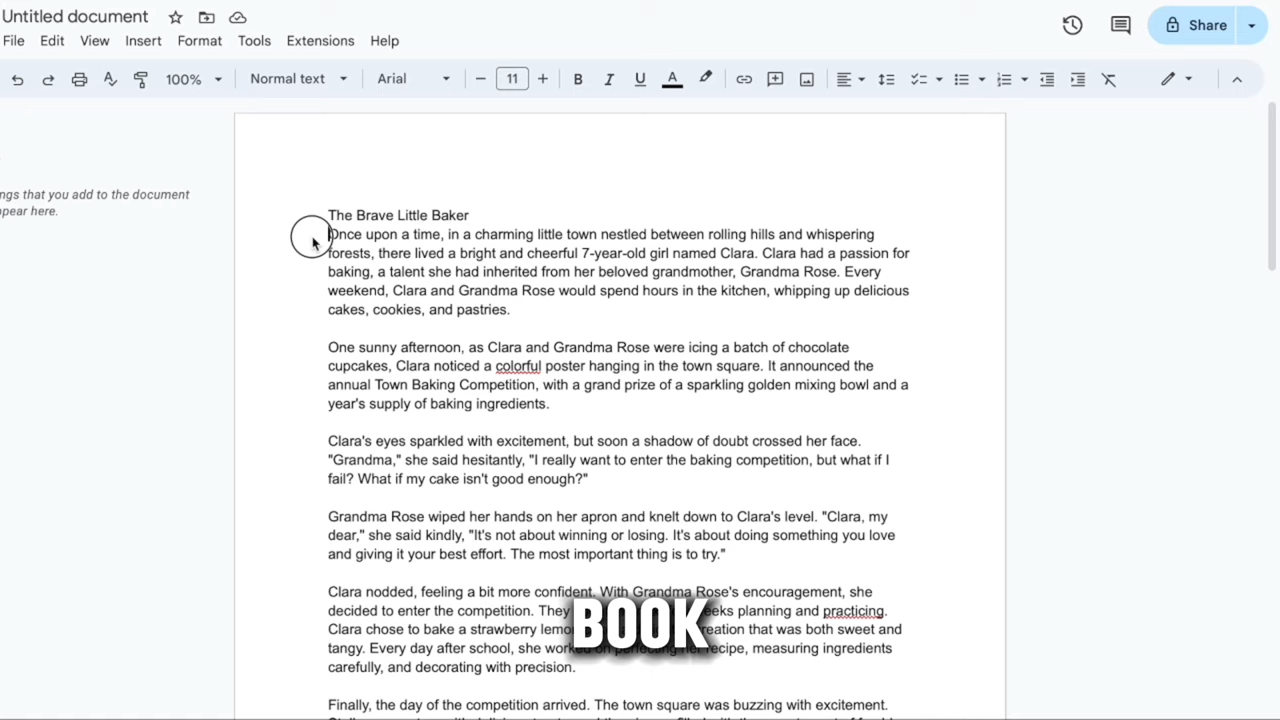 Untitled document
File Edit View Insert Format Tools Extensions Help
Share
100% Normal text Arial 11 B I U A
ngs that you add to the document
ppear here.
The Brave Little Baker
Once upon a time, in a charming little town nestled between rolling hills and whispering
forests, there lived a bright and cheerful 7-year-old girl named Clara. Clara had a passion for
baking, a talent she had inherited from her beloved grandmother, Grandma Rose. Every
weekend, Clara and Grandma Rose would spend hours in the kitchen, whipping up delicious
cakes, cookies, and pastries.
One sunny afternoon, as Clara and Grandma Rose were icing a batch of chocolate
cupcakes, Clara noticed a colorful poster hanging in the town square. It announced the
annual Town Baking Competition, with a grand prize of a sparkling golden mixing bowl and a
year's supply of baking ingredients.
Clara's eyes sparkled with excitement, but soon a shadow of doubt crossed her face.
"Grandma," she said hesitantly, "I really want to enter the baking competition, but what if I
fail? What if my cake isn't good enough?"
Grandma Rose wiped her hands on her apron and knelt down to Clara's level. "Clara, my
dear," she said kindly, "It's not about winning or losing. It's about doing something you love
and giving it your best effort. The most important thing is to try."
Clara nodded, feeling a bit more confident. With Grandma Rose's encouragement, she
decided to enter the competition. They planning and practicing.
Clara chose to bake a strawberry that was both sweet and
tangy. Every day after school, she recipe, measuring ingredients
carefully, and decorating with precision.
BOOK
Finally, the day of the competition arrived. The town square was buzzing with excitement.